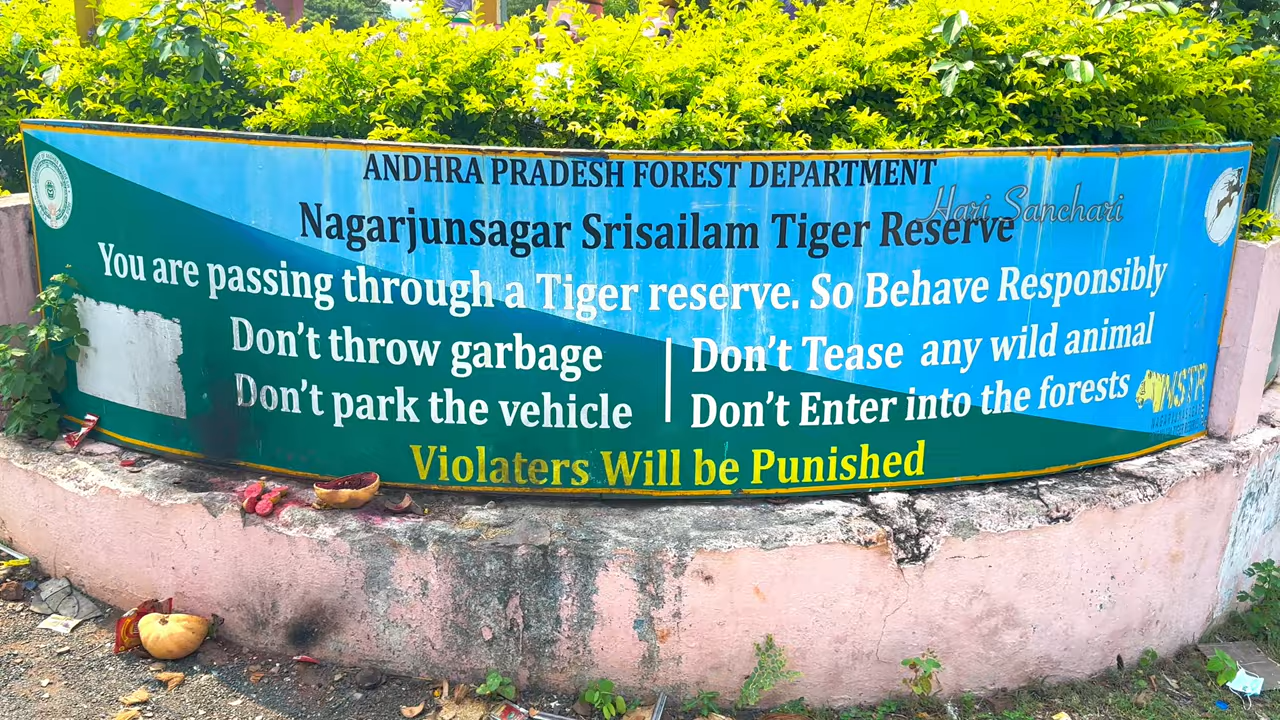 ANDHRA PRADESH FOREST DEPARTMENT
Nagarjunsagar Srisailam Tiger Reserve
Hari Sanchari
You are passing through a Tiger reserve. So Behave Responsibly
Don't throw garbage
Don't park the vehicle
Don't Tease any wild animal
Don't Enter into the forests
NSTR
Violaters Will be Punished